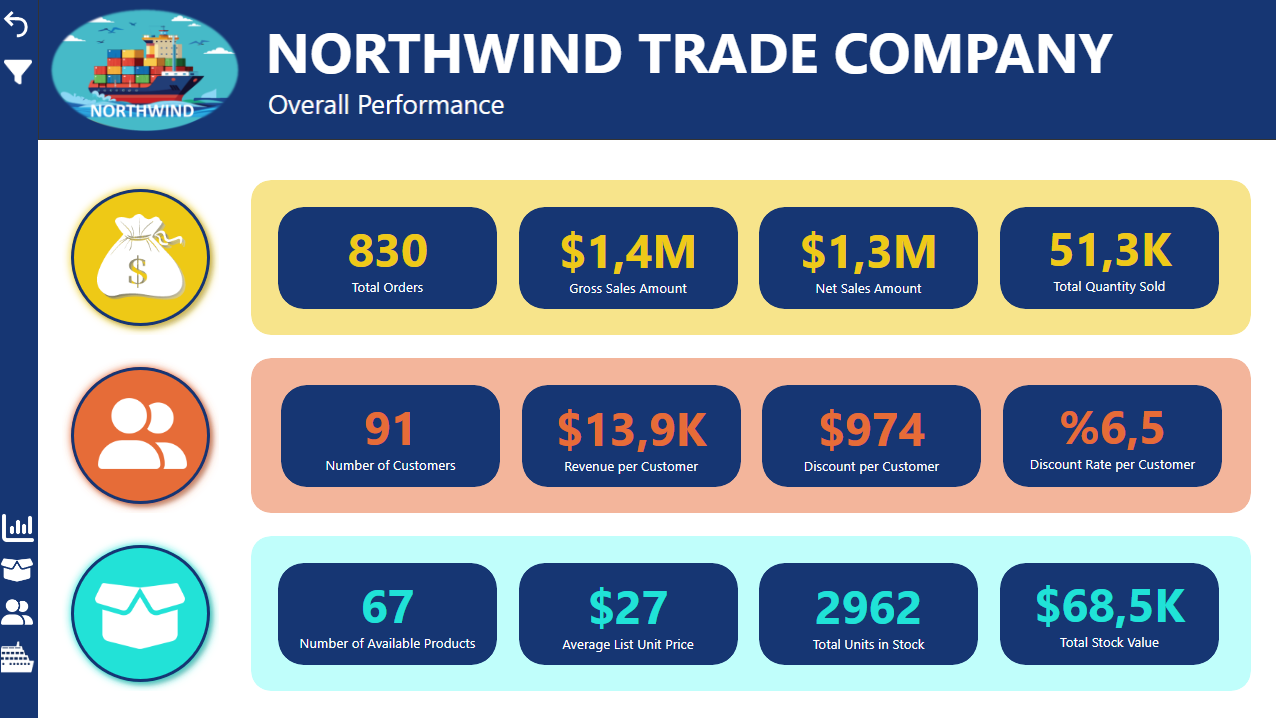 NORTHWIND TRADE COMPANY
Overall Performance
NORTHWIND
$
830
Total Orders
$1,4M
Gross Sales Amount
$1,3M
Net Sales Amount
51,3K
Total Quantity Sold
91
Number of Customers
$13,9K
Revenue per Customer
$974
Discount per Customer
%6,5
Discount Rate per Customer
67
Number of Available Products
$27
Average List Unit Price
2962
Total Units in Stock
$68,5K
Total Stock Value